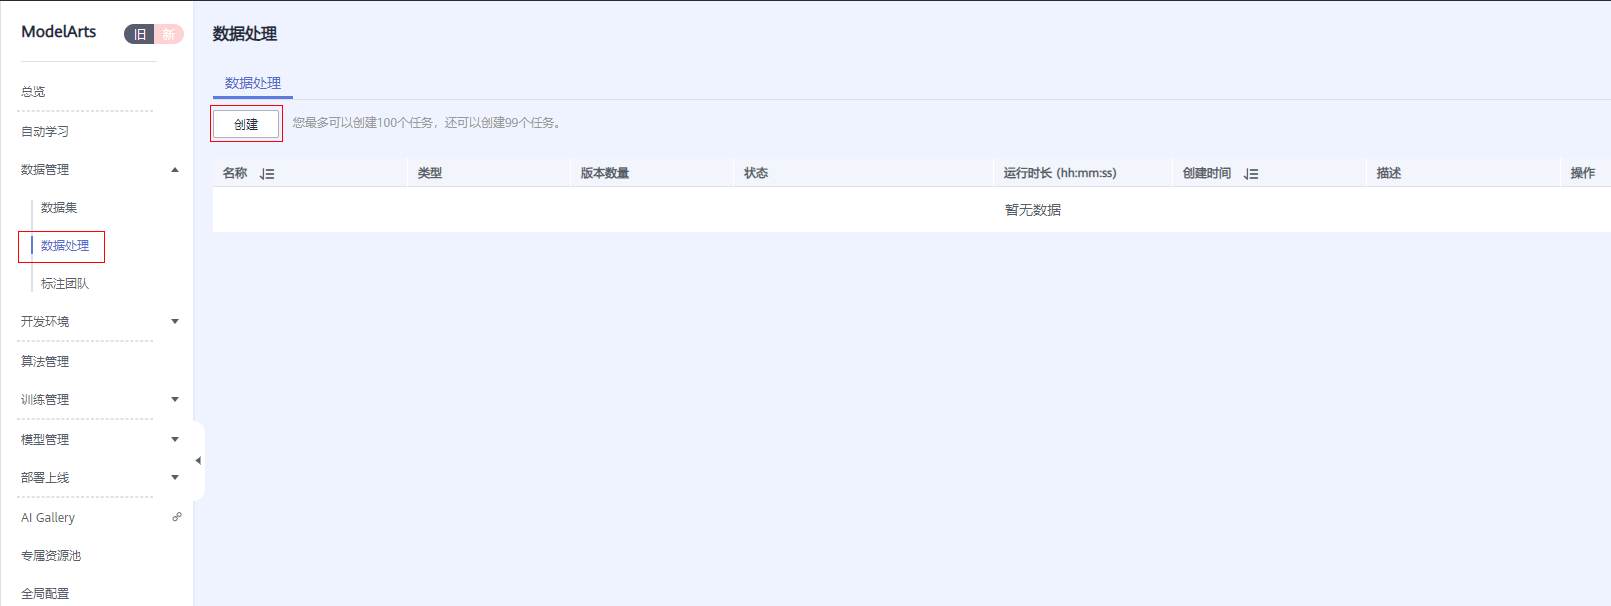 ModelArts 旧 新
总览
自动学习
数据管理
数据集
数据处理
标注团队
开发环境
算法管理
训练管理
模型管理
部署上线
AI Gallery
专属资源池
全局配置
数据处理
数据处理
创建 您最多可以创建100个任务，还可以创建99个任务。
名称 类型 版本数量 状态 运行时长 (hh:mm:ss) 创建时间 描述 操作
暂无数据